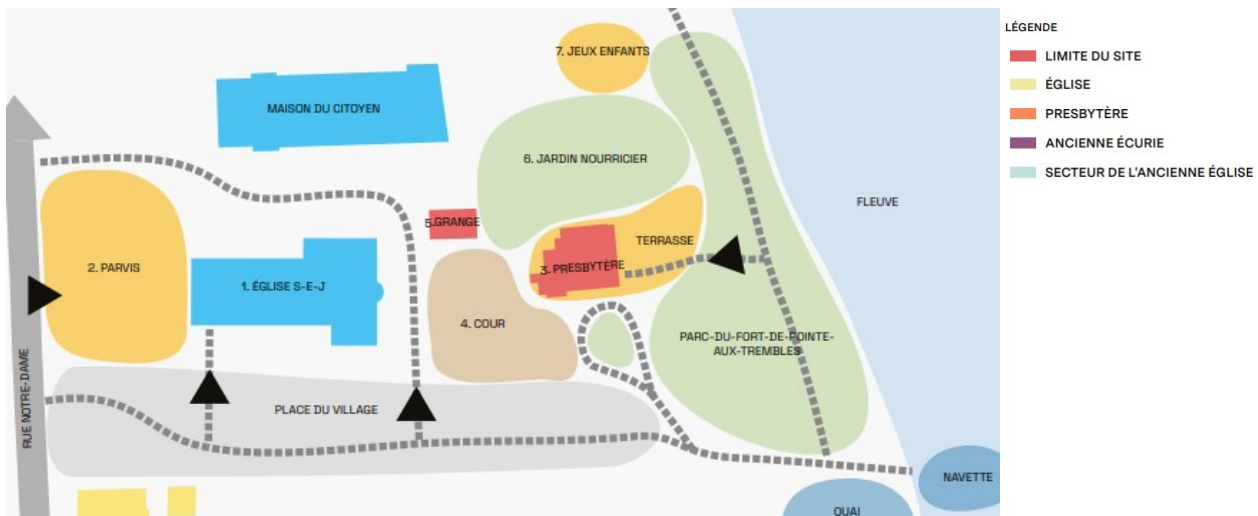 7. JEUX ENFANTS
MAISON DU CITOYEN
6. JARDIN NOURRICIER
5.GRANGE
FLEUVE
2. PARVIS
TERRASSE
3. PRESBYTÈRE
1. ÉGLISE S-E-J
4. COUR
PARC-DU-FORT-DE-POINTE-
AUX-TREMBLES
RUE NOTRE-DAME
PLACE DU VILLAGE
NAVETTE
QUAI
LÉGENDE
LIMITE DU SITE
ÉGLISE
PRESBYTÈRE
ANCIENNE ÉCURIE
SECTEUR DE L'ANCIENNE ÉGLISE